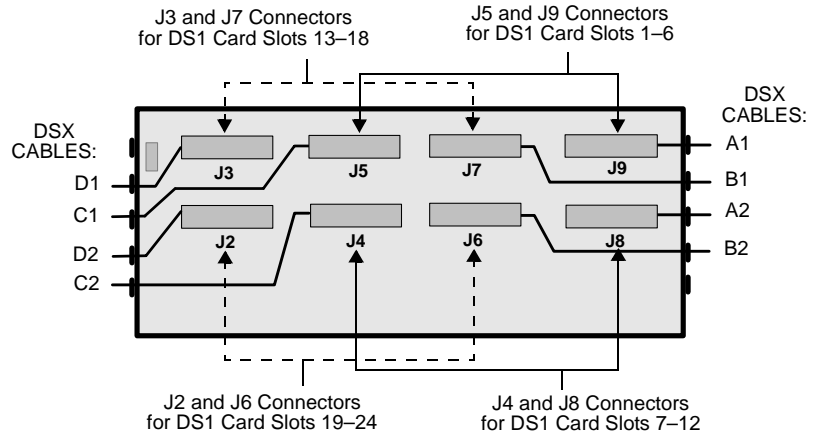 J3 and J7 Connectors
for DS1 Card Slots 13–18
J5 and J9 Connectors
for DS1 Card Slots 1–6
DSX
CABLES:
DSX
CABLES:
D1
C1
D2
C2
J3
J5
J7
J9
J2
J4
J6
J8
A1
B1
A2
B2
J2 and J6 Connectors
for DS1 Card Slots 19–24
J4 and J8 Connectors
for DS1 Card Slots 7–12